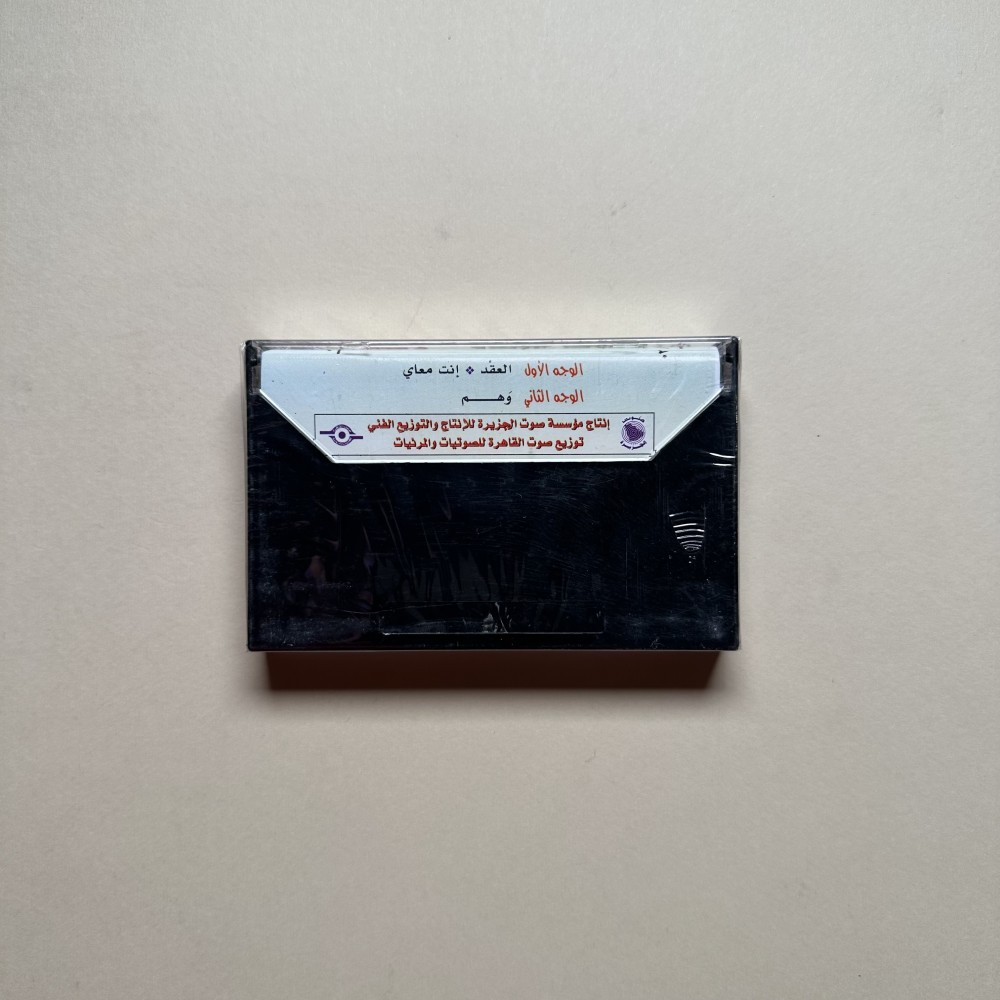 الوجه الأول العقد ❖ إنت معاي
الوجه الثاني وَهـــــم
إنتاج مؤسسة صوت الجزيرة للإنتاج والتوزيع الفني
توزيع صوت القاهرة للصوتيات والمرئيات